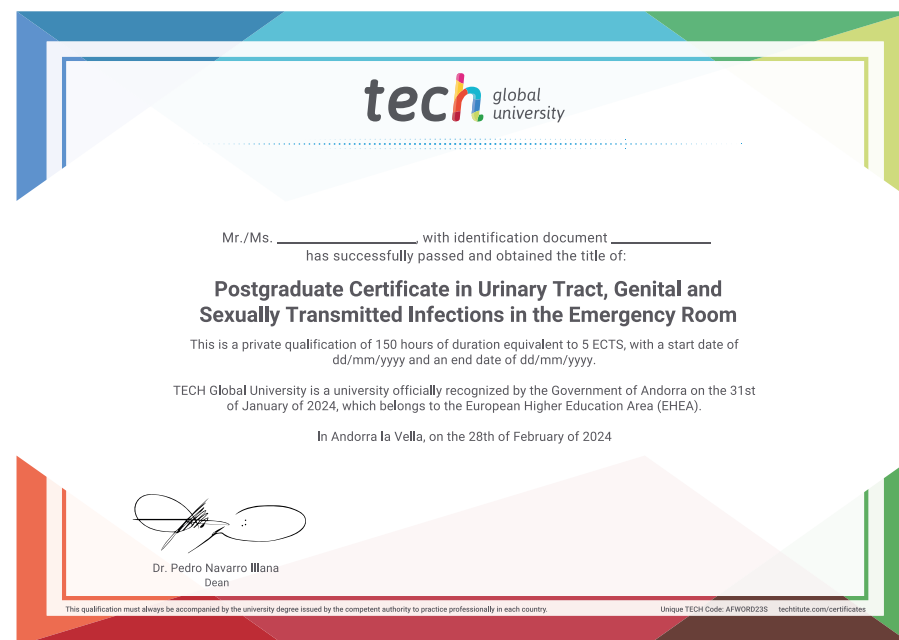 tech global university
Mr./Ms. ________________, with identification document ____________
has successfully passed and obtained the title of:
Postgraduate Certificate in Urinary Tract, Genital and
Sexually Transmitted Infections in the Emergency Room
This is a private qualification of 150 hours of duration equivalent to 5 ECTS, with a start date of
dd/mm/yyyy and an end date of dd/mm/yyyy.
TECH Global University is a university officially recognized by the Government of Andorra on the 31st
of January of 2024, which belongs to the European Higher Education Area (EHEA).
In Andorra la Vella, on the 28th of February of 2024
Dr. Pedro Navarro Illana
Dean
This qualification must always be accompanied by the university degree issued by the competent authority to practice professionally in each country.
Unique TECH Code: AFWORD23S techtitute.com/certificates